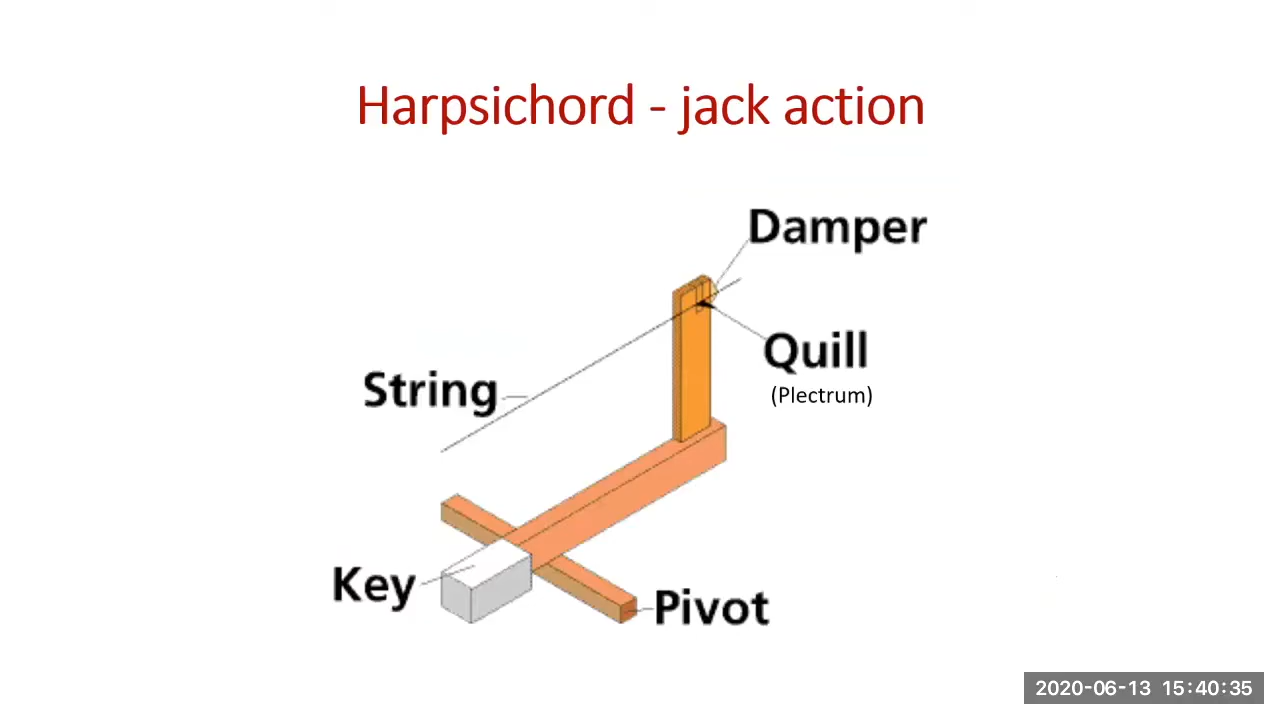 Harpsichord - jack action
Damper
Quill
(Plectrum)
String
Key
Pivot
2020-06-13 15:40:35